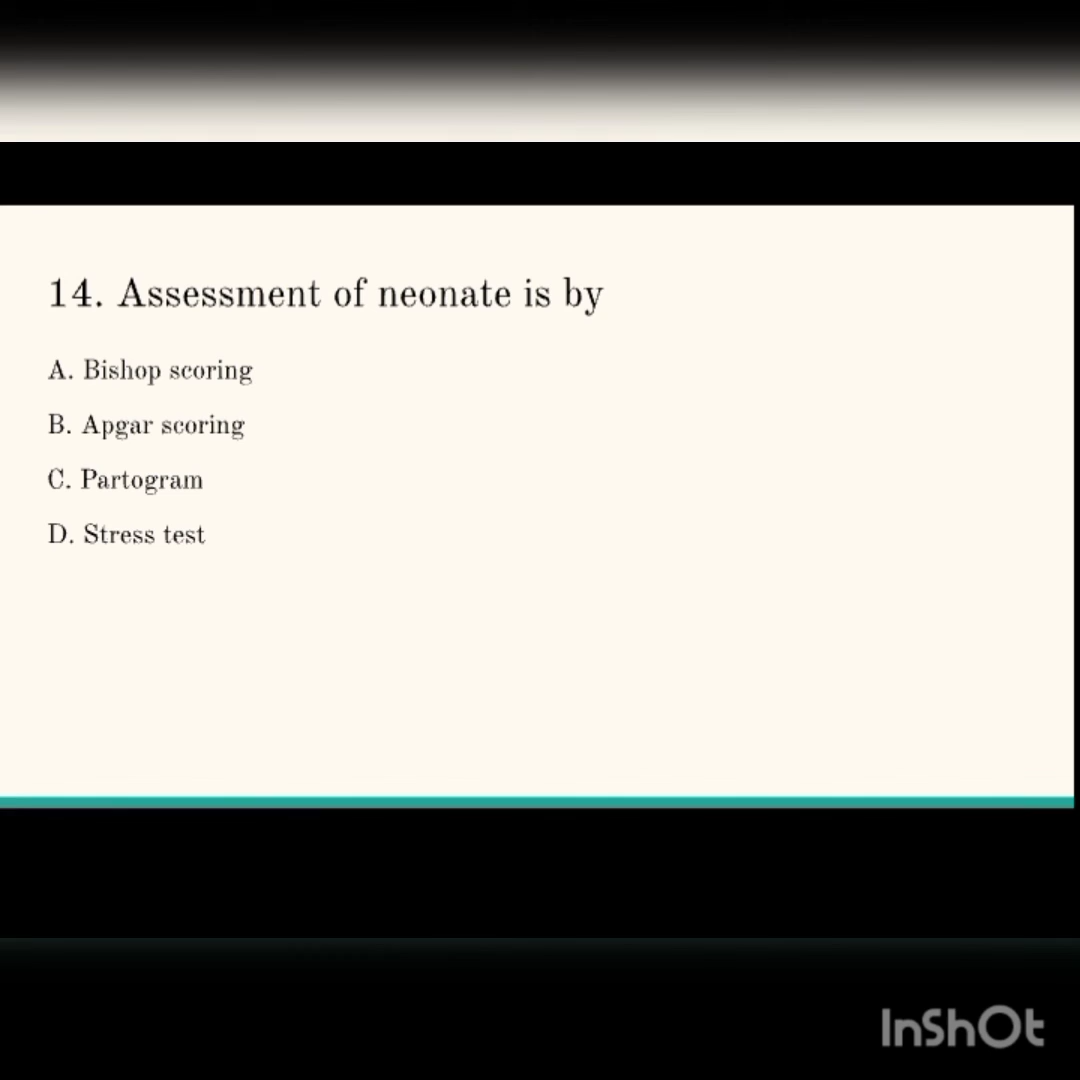 14. Assessment of neonate is by
A. Bishop scoring
B. Apgar scoring
C. Partogram
D. Stress test
InShOt